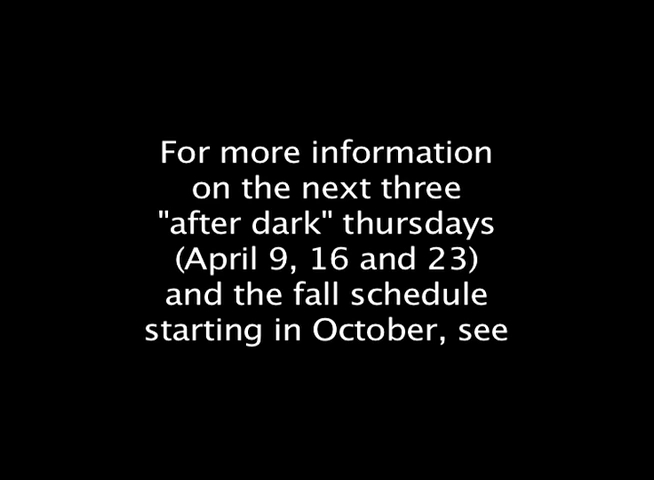 For more information
on the next three
"after dark" thursdays
(April 9, 16 and 23)
and the fall schedule
starting in October, see